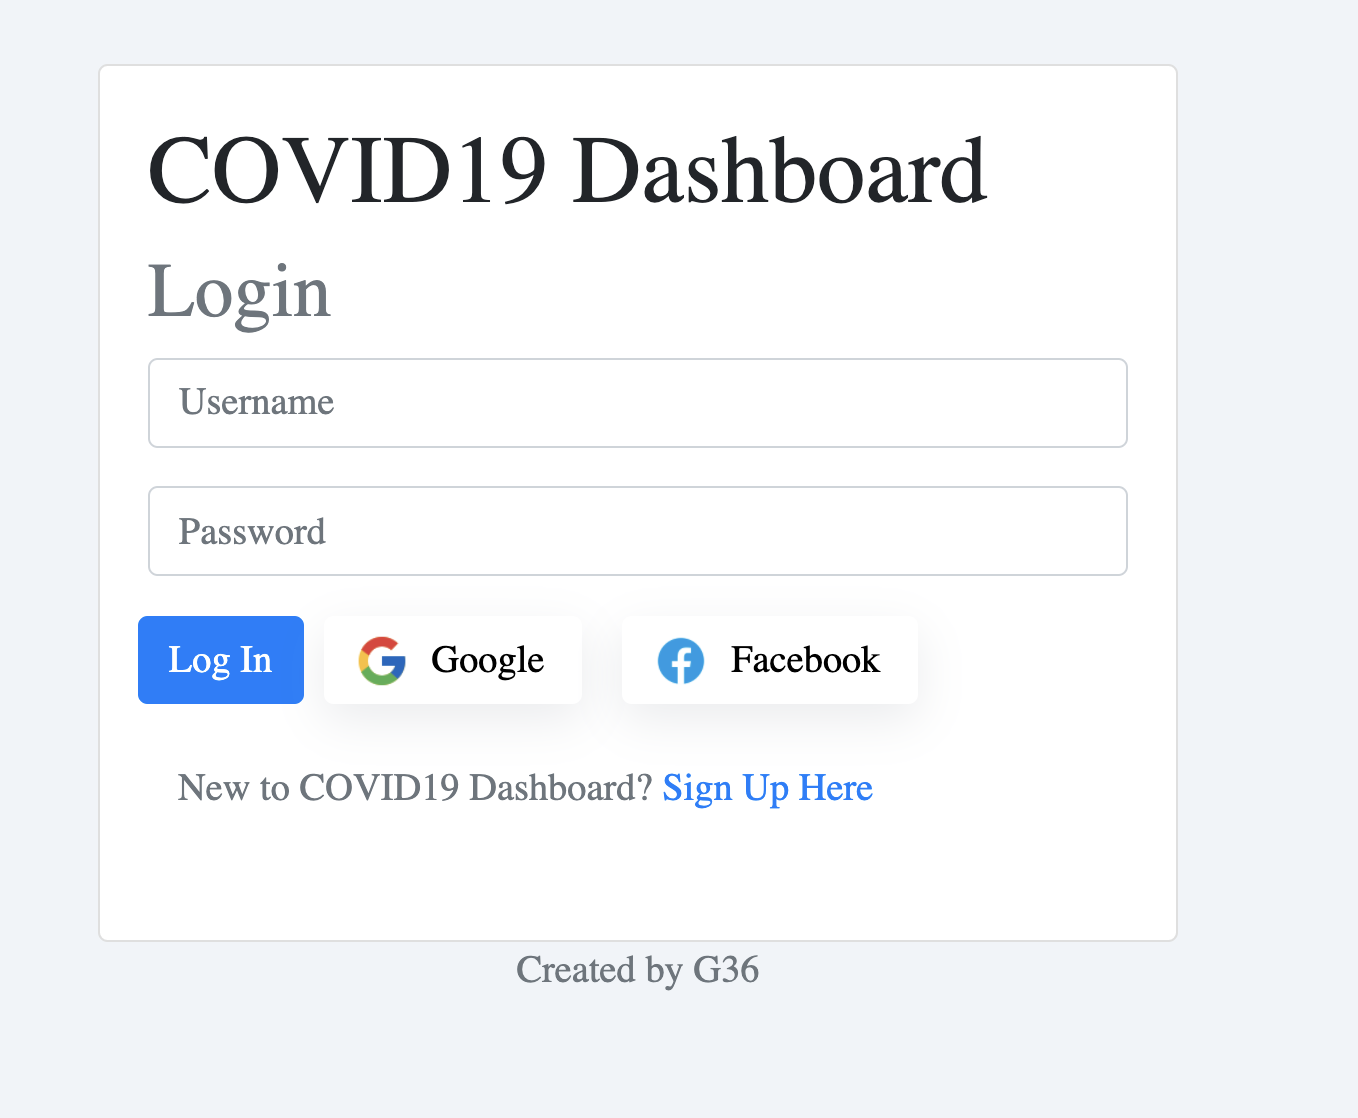 COVID19 Dashboard
Login
Username
Password
Log In Google Facebook
New to COVID19 Dashboard? Sign Up Here
Created by G36